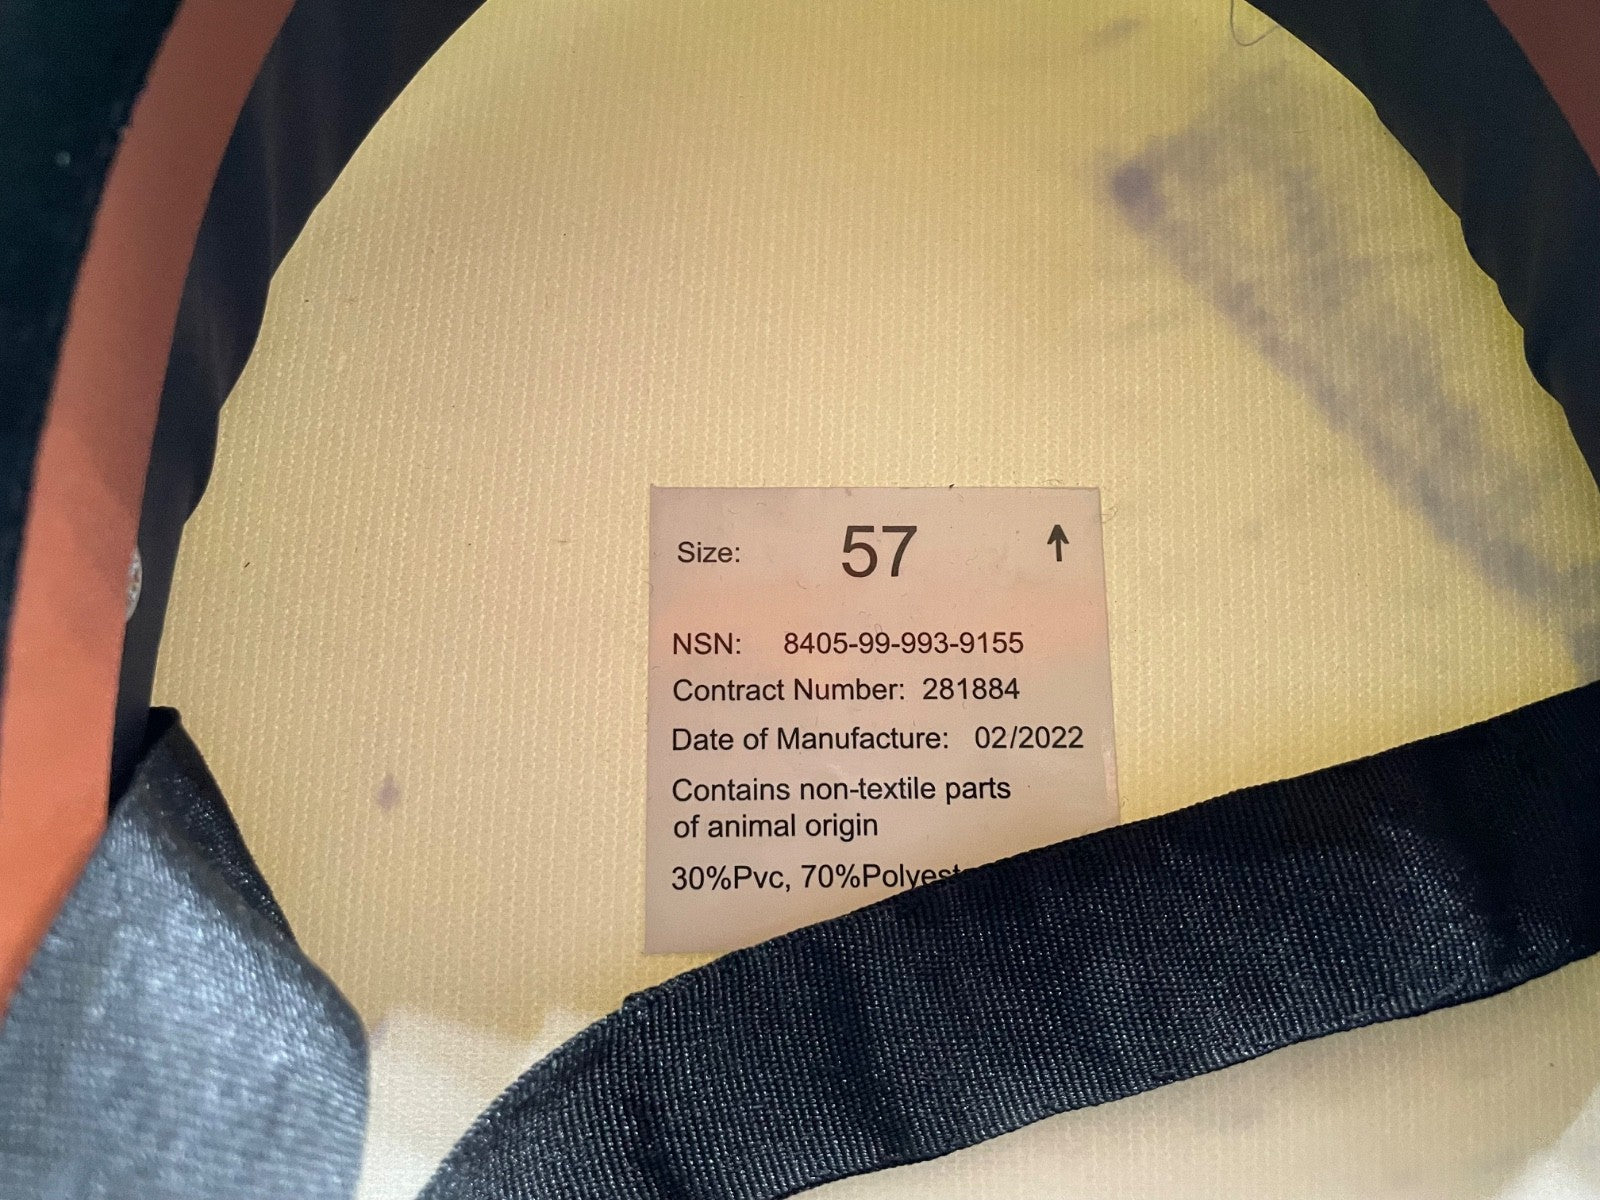 Size: 57 ↑
NSN: 8405-99-993-9155
Contract Number: 281884
Date of Manufacture: 02/2022
Contains non-textile parts
of animal origin
30%Pvc, 70%